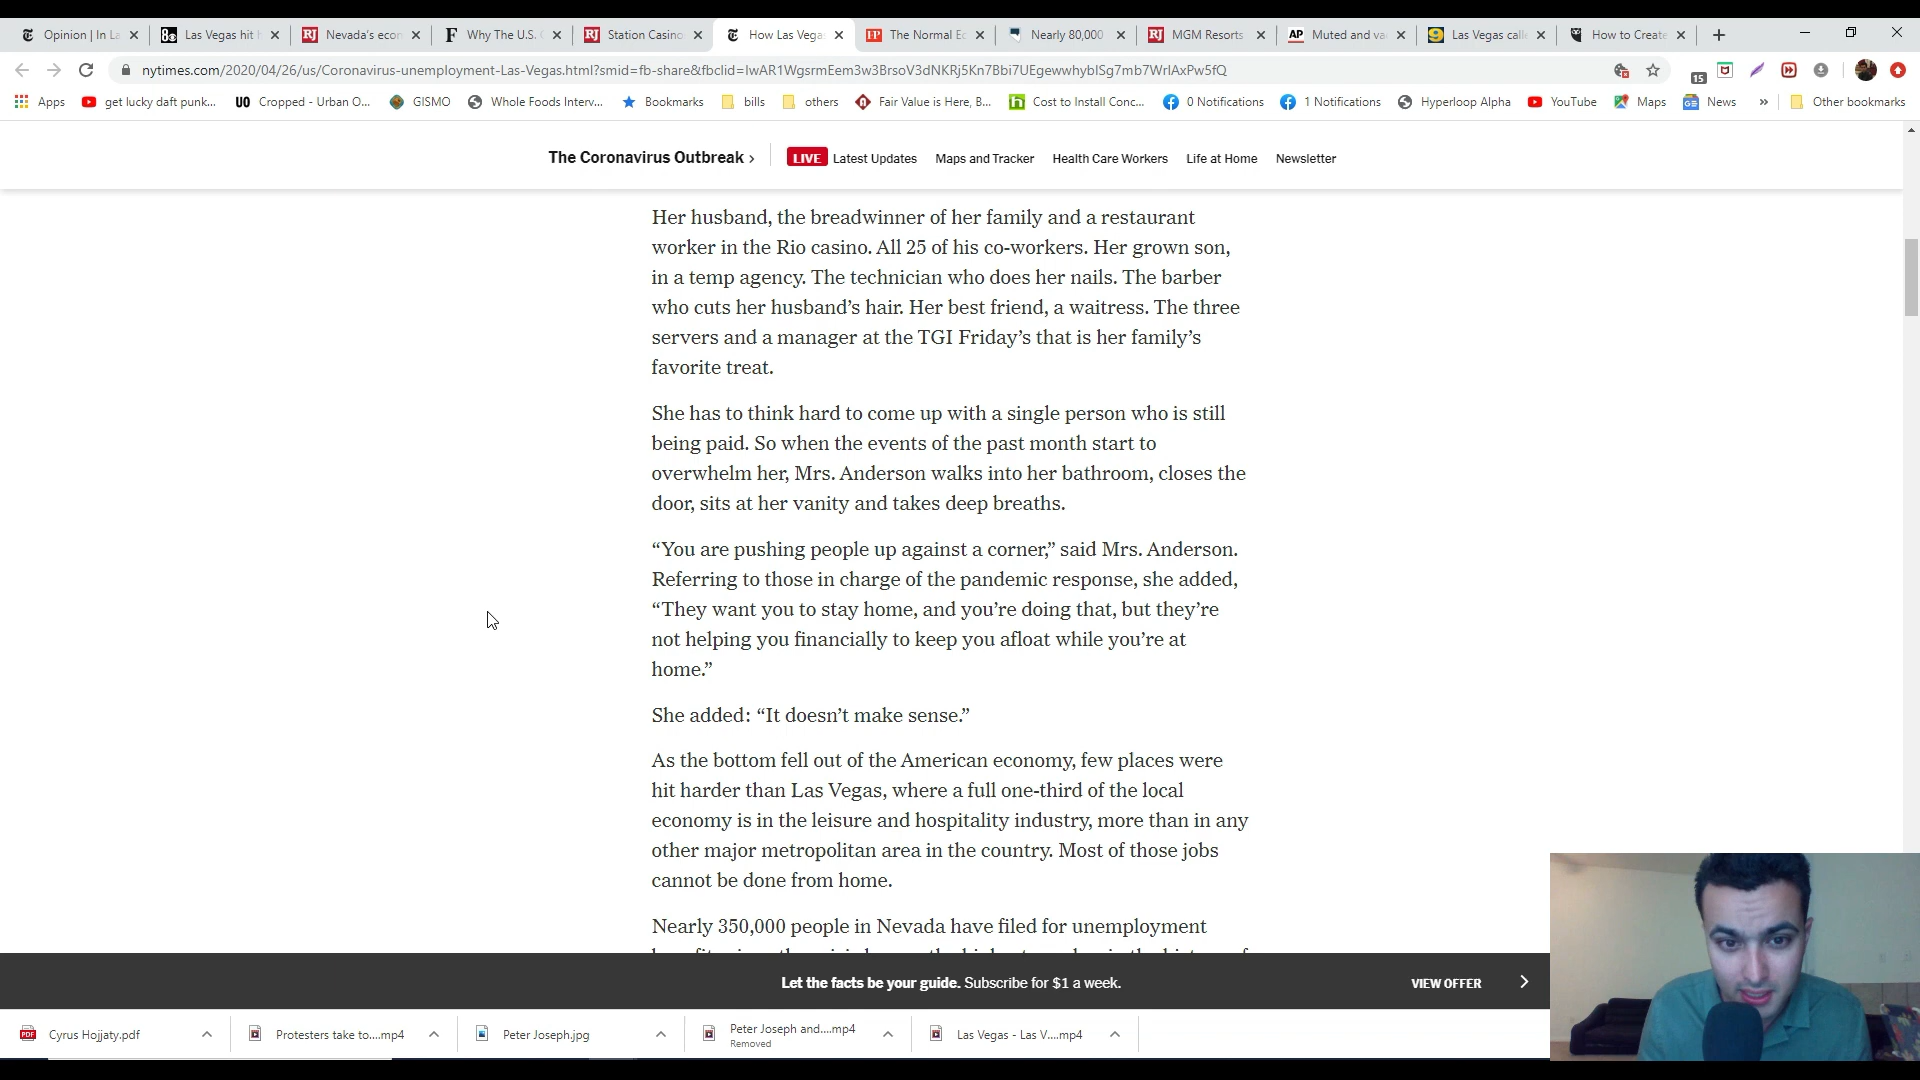 Opinion | In La
Las Vegas hit h
Nevada's econ
Why The U.S. C
Station Casino
How Las Vegas
The Normal Ec
Nearly 80,000
MGM Resorts
Muted and va
Las Vegas calle
How to Create
nytimes.com/2020/04/26/us/Coronavirus-unemployment-Las-Vegas.html?smid=fb-share&fbclid=IwAR1WgsrmEem3w3BrsoV3dNKRj5Kn7Bbi7UEgewwhyblSg7mb7WrlAxPw5fQ
15
Apps
get lucky daft punk...
UO Cropped - Urban O...
GISMO
Whole Foods Interv...
Bookmarks
bills
others
Fair Value is Here, B...
Cost to Install Conc...
0 Notifications
1 Notifications
Hyperloop Alpha
YouTube
Maps
News
»
Other bookmarks
The Coronavirus Outbreak ›
LIVE Latest Updates
Maps and Tracker
Health Care Workers
Life at Home
Newsletter
Her husband, the breadwinner of her family and a restaurant
worker in the Rio casino. All 25 of his co-workers. Her grown son,
in a temp agency. The technician who does her nails. The barber
who cuts her husband’s hair. Her best friend, a waitress. The three
servers and a manager at the TGI Friday’s that is her family’s
favorite treat.
She has to think hard to come up with a single person who is still
being paid. So when the events of the past month start to
overwhelm her, Mrs. Anderson walks into her bathroom, closes the
door, sits at her vanity and takes deep breaths.
“You are pushing people up against a corner,” said Mrs. Anderson.
Referring to those in charge of the pandemic response, she added,
“They want you to stay home, and you’re doing that, but they’re
not helping you financially to keep you afloat while you’re at
home.”
She added: “It doesn’t make sense.”
As the bottom fell out of the American economy, few places were
hit harder than Las Vegas, where a full one-third of the local
economy is in the leisure and hospitality industry, more than in any
other major metropolitan area in the country. Most of those jobs
cannot be done from home.
Nearly 350,000 people in Nevada have filed for unemployment
Let the facts be your guide. Subscribe for $1 a week.
VIEW OFFER
Cyrus Hojjaty.pdf
Protesters take to....mp4
Peter Joseph.jpg
Peter Joseph and....mp4
Removed
Las Vegas - Las V....mp4